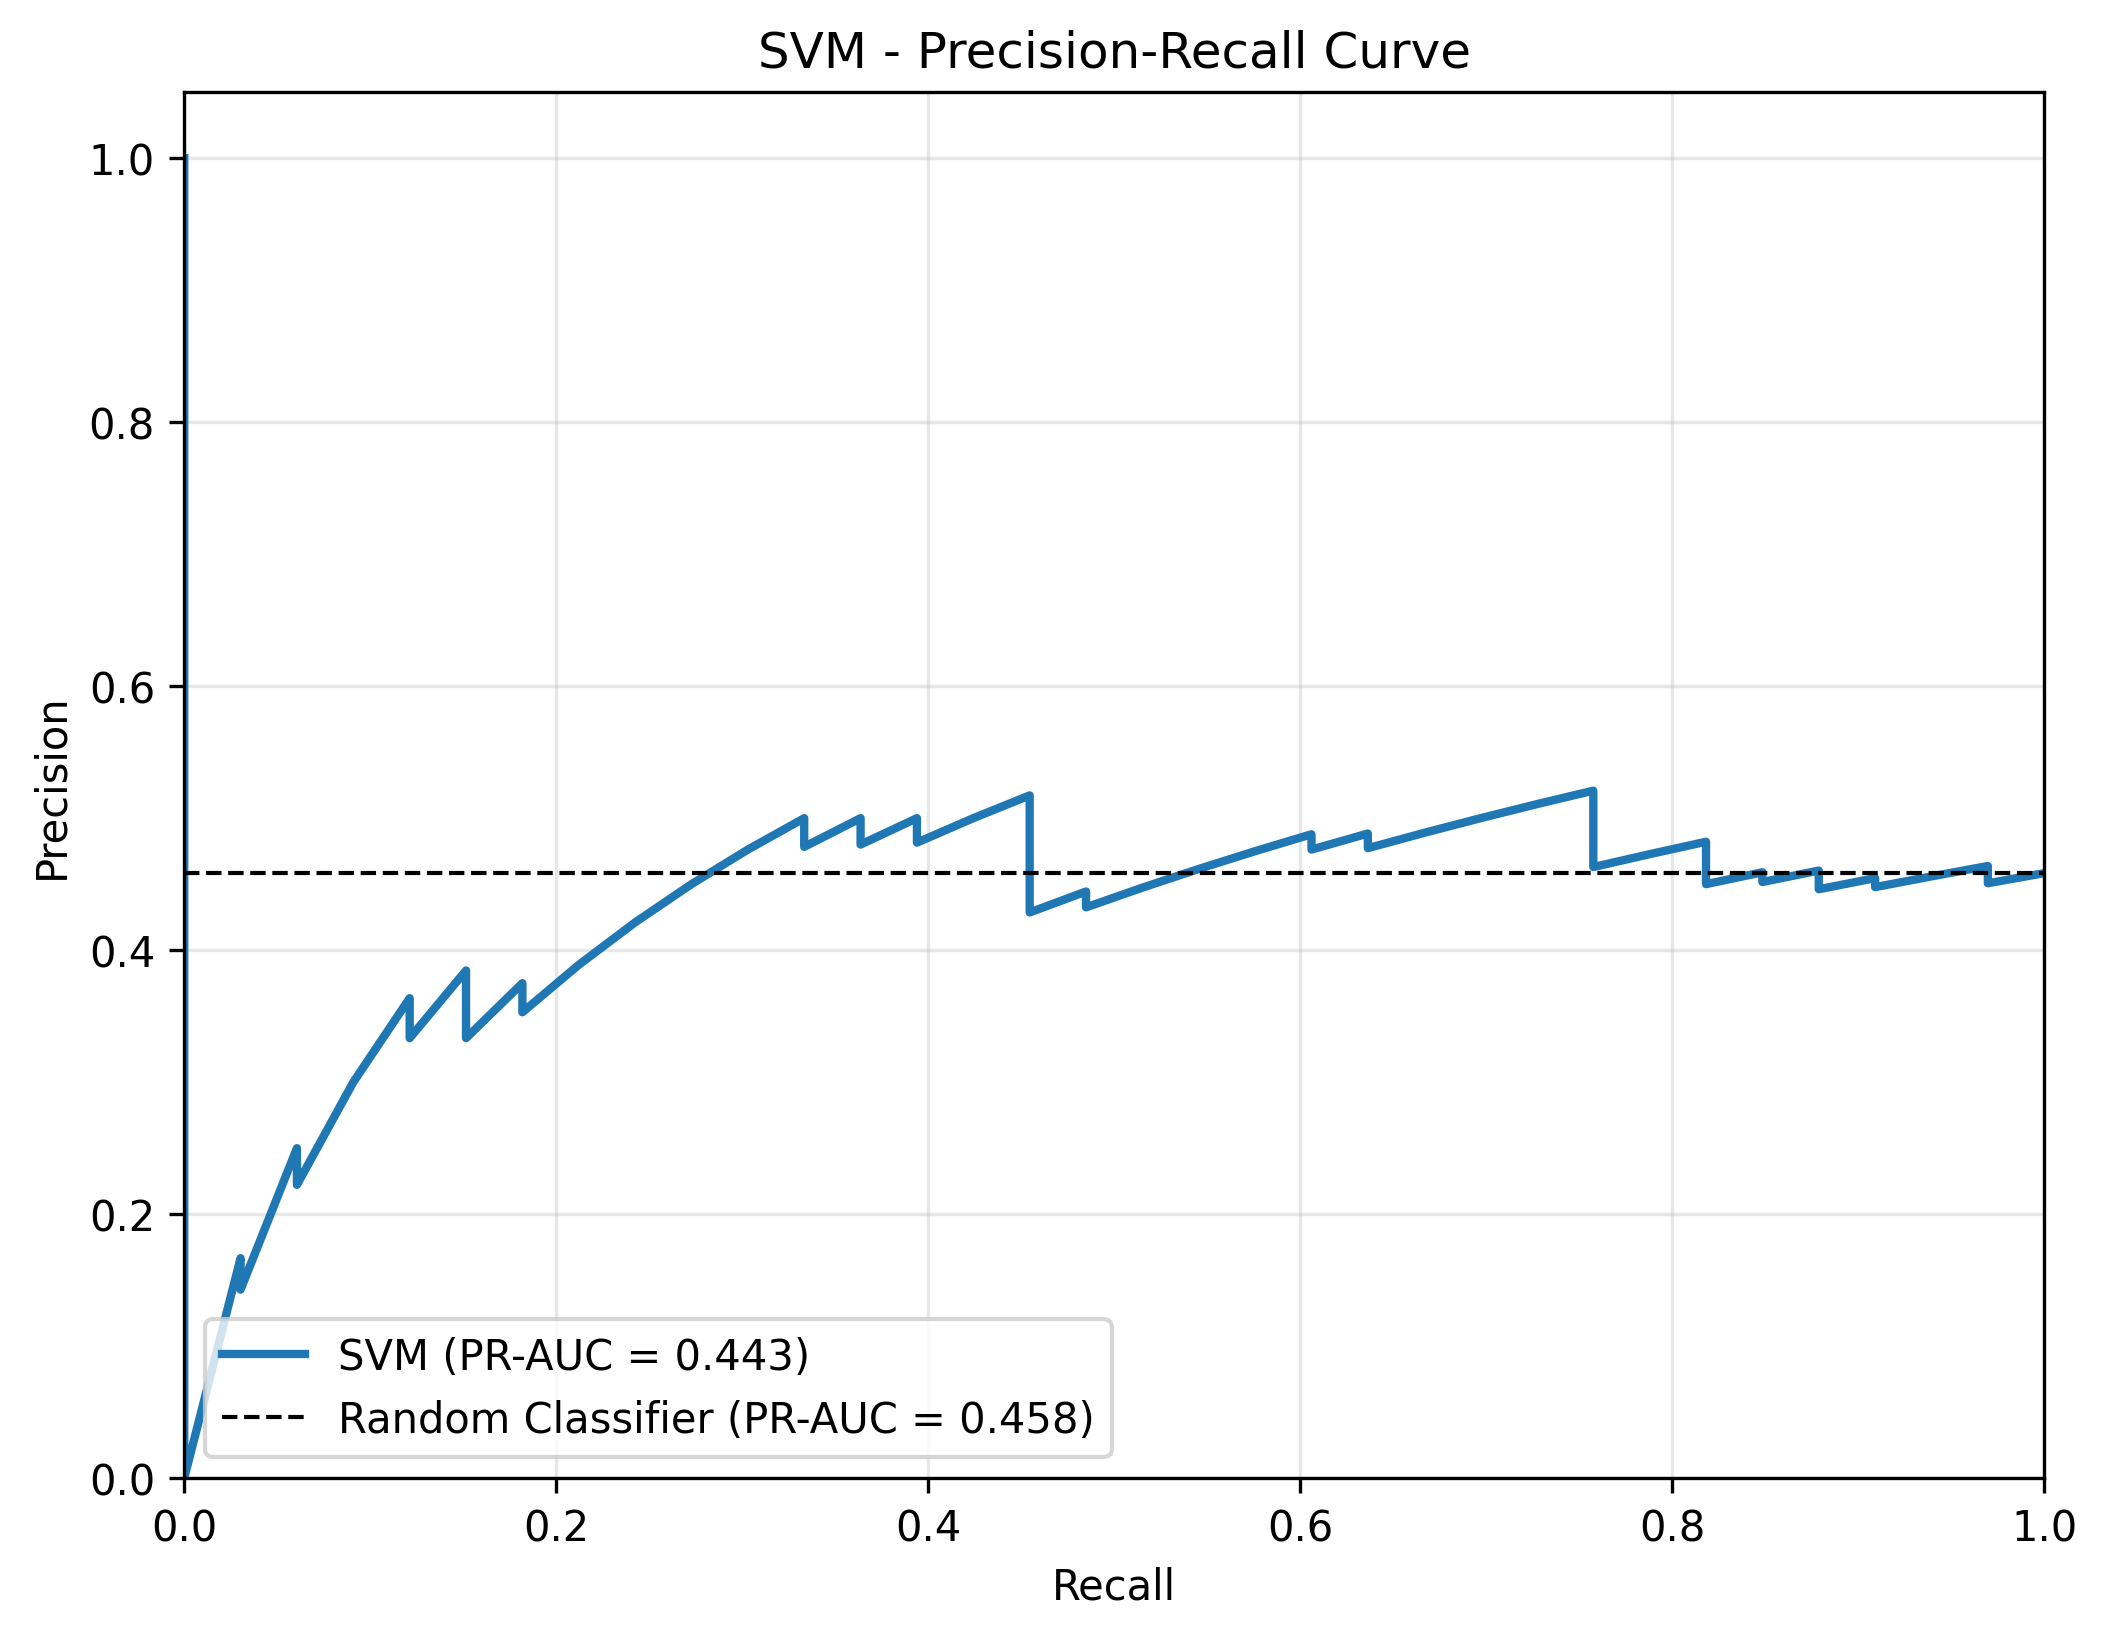 SVM - Precision-Recall Curve
1.0
0.8
0.6
0.4
0.2
0.0
Precision
SVM (PR-AUC = 0.443)
Random Classifier (PR-AUC = 0.458)
0.0 0.2 0.4 0.6 0.8 1.0
Recall